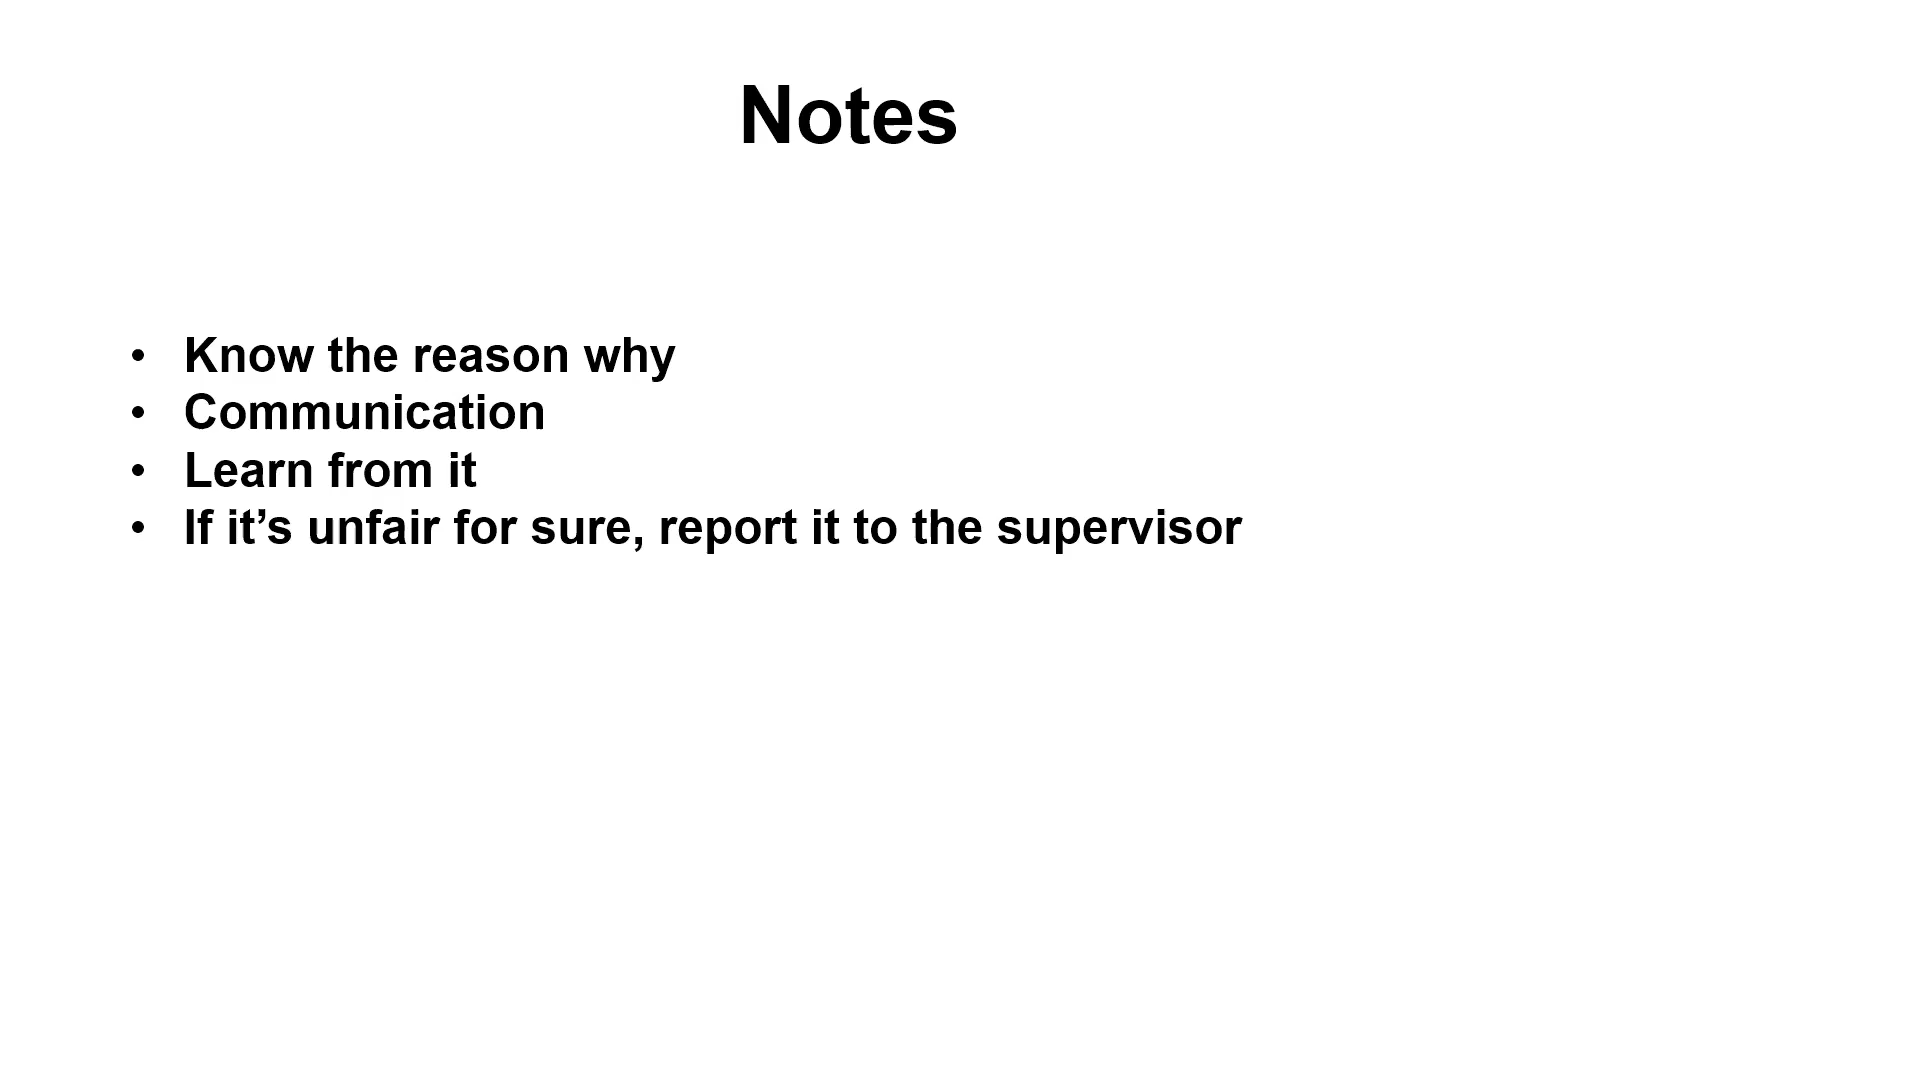 Notes
• Know the reason why
• Communication
• Learn from it
• If it’s unfair for sure, report it to the supervisor